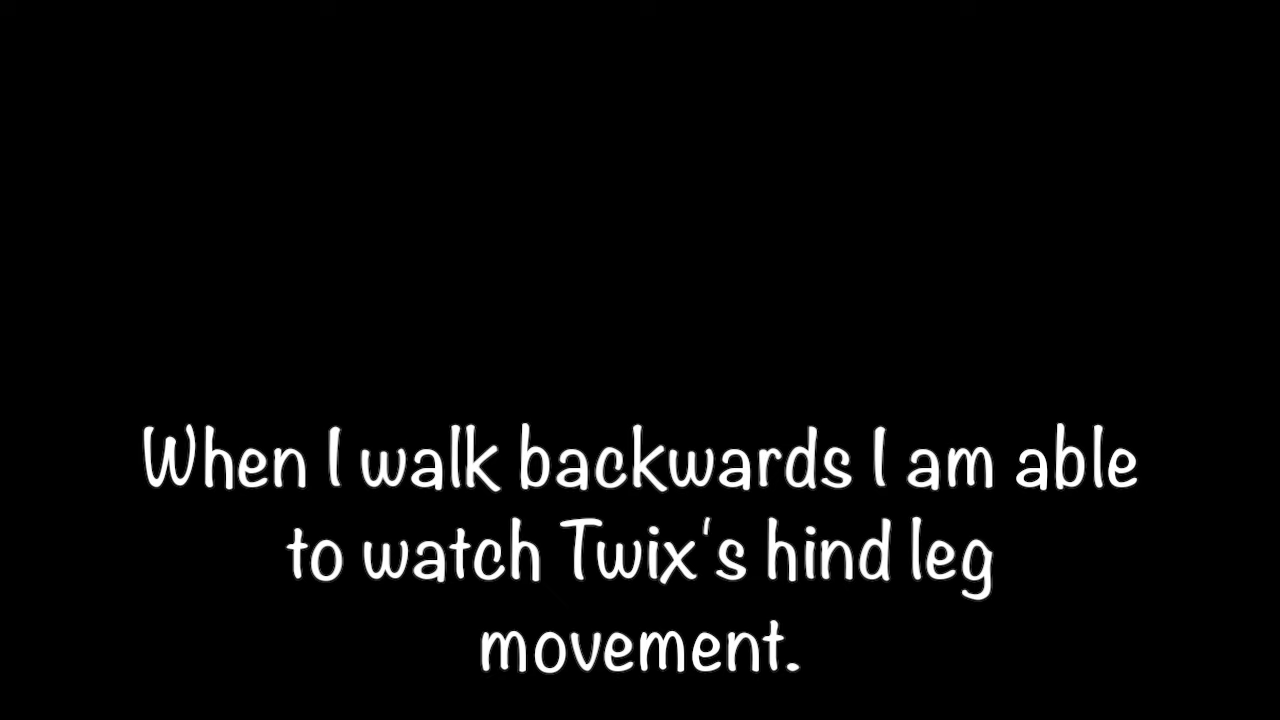 When I walk backwards I am able
to watch Twix's hind leg
movement.